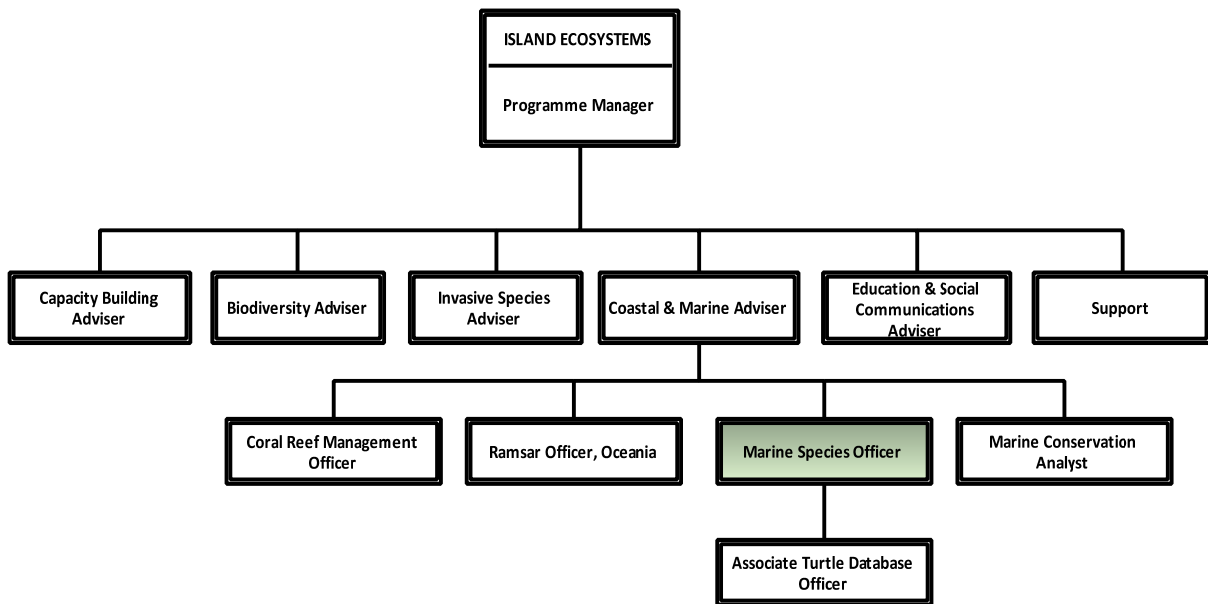 ISLAND ECOSYSTEMS
Programme Manager
Capacity Building
Adviser
Biodiversity Adviser
Invasive Species
Adviser
Coastal & Marine Adviser
Education & Social
Communications
Adviser
Support
Coral Reef Management
Officer
Ramsar Officer, Oceania
Marine Species Officer
Marine Conservation
Analyst
Associate Turtle Database
Officer